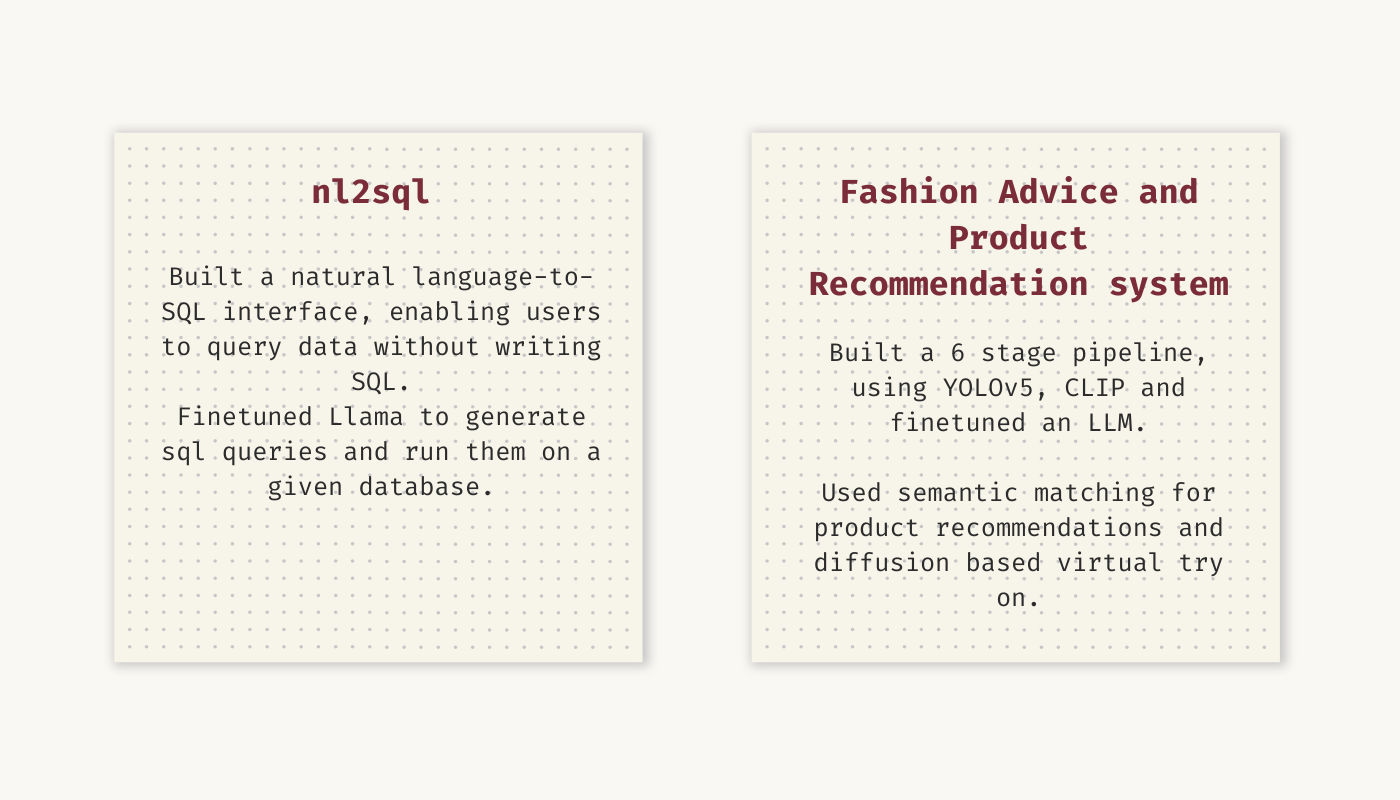 nl2sql
Built a natural language-to-
SQL interface, enabling users
to query data without writing
SQL.
Finetuned Llama to generate
sql queries and run them on a
given database.
Fashion Advice and
Product
Recommendation system
Built a 6 stage pipeline,
using YOLOv5, CLIP and
finetuned an LLM.
Used semantic matching for
product recommendations and
diffusion based virtual try
on.